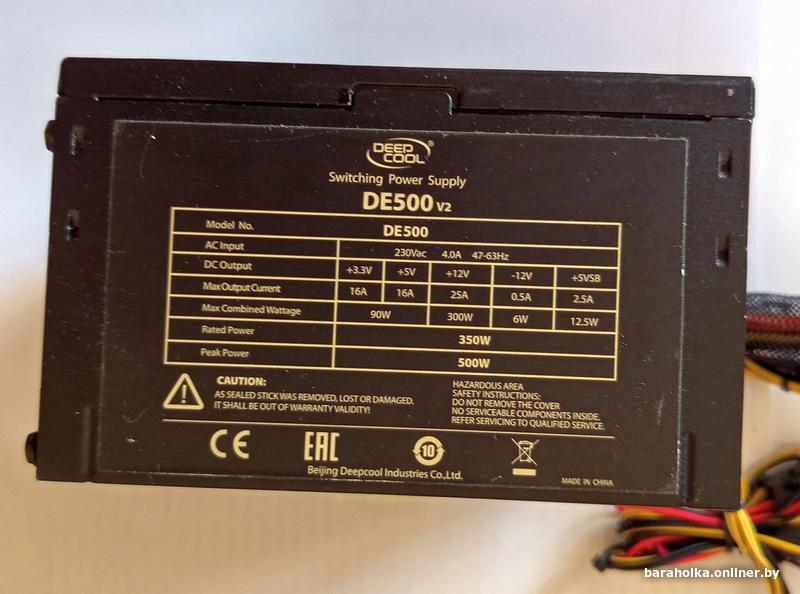 DEEP
COOL®
Switching Power Supply
DE500 V2
Model No. DE500
AC Input 230Vac 4.0A 47-63Hz
DC Output +3.3V +5V +12V -12V +5VSB
Max Output Current 16A 16A 25A 0.5A 2.5A
Max Combined Wattage 90W 300W 6W 12.5W
Rated Power 350W
Peak Power 500W
CAUTION:
AS SEALED STICK WAS REMOVED, LOST OR DAMAGED.
IT SHALL BE OUT OF WARRANTY VALIDITY!
HAZARDOUS AREA
SAFETY INSTRUCTIONS:
DO NOT REMOVE THE COVER
NO SERVICEABLE COMPONENTS INSIDE.
REFER SERVICING TO QUALIFIED SERVICE.
CE EAC 10
Beijing Deepcool Industries Co.,Ltd.
MADE IN CHINA
baraholka.onliner.by